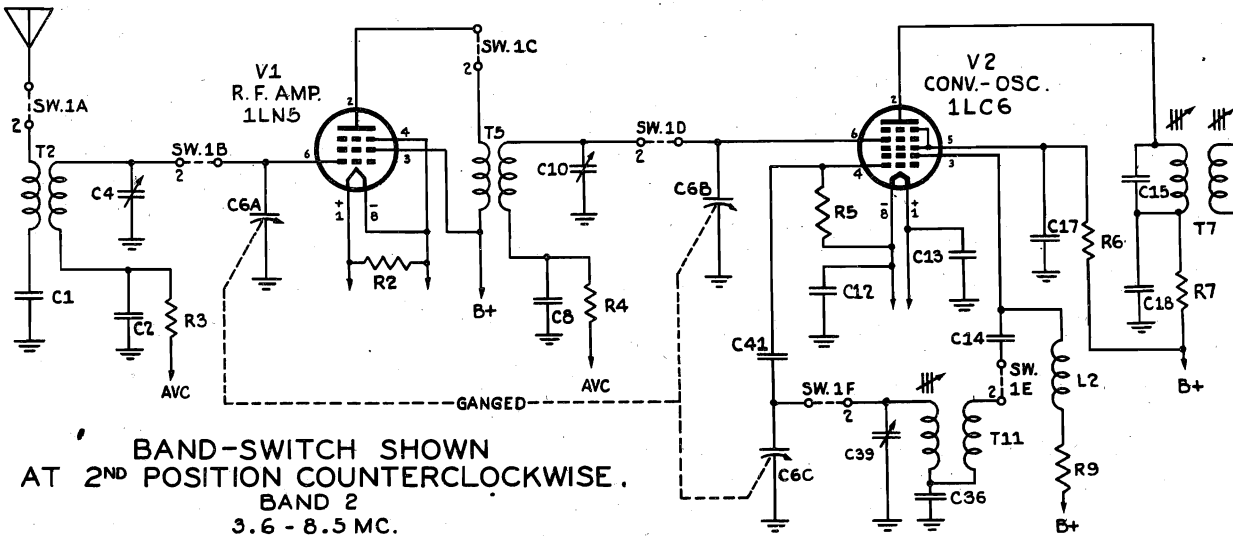 SW.1A
2
T2
C1
C2
R3
AVC
C4
SW.1B
2
C6A
V1
R.F. AMP.
1LN5
2
6
4
3
+
1
-
8
R2
SW.1C
2
T5
B+
C10
C8
R4
AVC
SW.1D
2
C6B
V2
CONV.-OSC.
1LC6
2
6
4
5
3
-
8
+
1
R5
C12
C13
C17
R6
C15
T7
C18
R7
B+
C41
SW.1F
2
C6C
C39
C36
T11
C14
SW.
1E
2
L2
R9
B+
GANGED
BAND-SWITCH SHOWN
AT 2ND POSITION COUNTERCLOCKWISE.
BAND 2
3.6 - 8.5 MC.